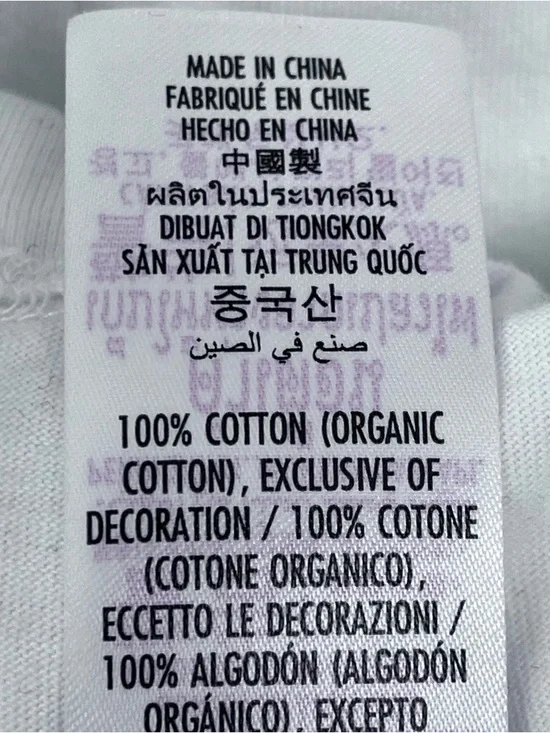 MADE IN CHINA
FABRIQUÉ EN CHINE
HECHO EN CHINA
中國製
ผลิตในประเทศจีน
DIBUAT DI TIONGKOK
SẢN XUẤT TẠI TRUNG QUỐC
중국산
صنع في الصين
100% COTTON (ORGANIC
COTTON), EXCLUSIVE OF
DECORATION / 100% COTONE
(COTONE ORGANICO),
ECCETTO LE DECORAZIONI /
100% ALGODÓN (ALGODÓN
ORGÁNICO), EXCEPTO